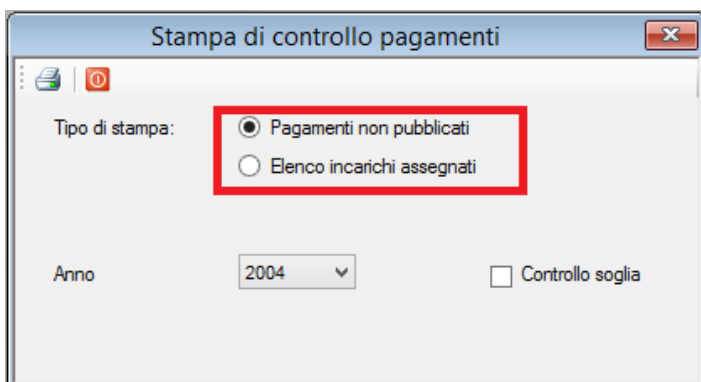 Stampa di controllo pagamenti
Tipo di stampa:
Pagamenti non pubblicati
Elenco incarichi assegnati
Anno
2004
Controllo soglia